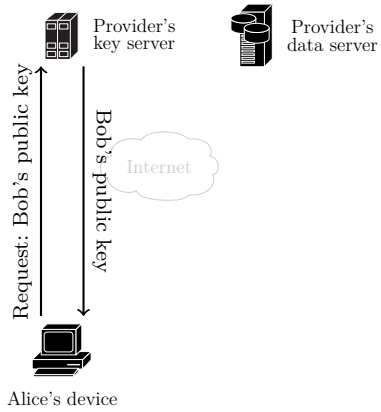 Provider's
key server
Provider's
data server
Request: Bob's public key
Bob's public key
Internet
Alice's device